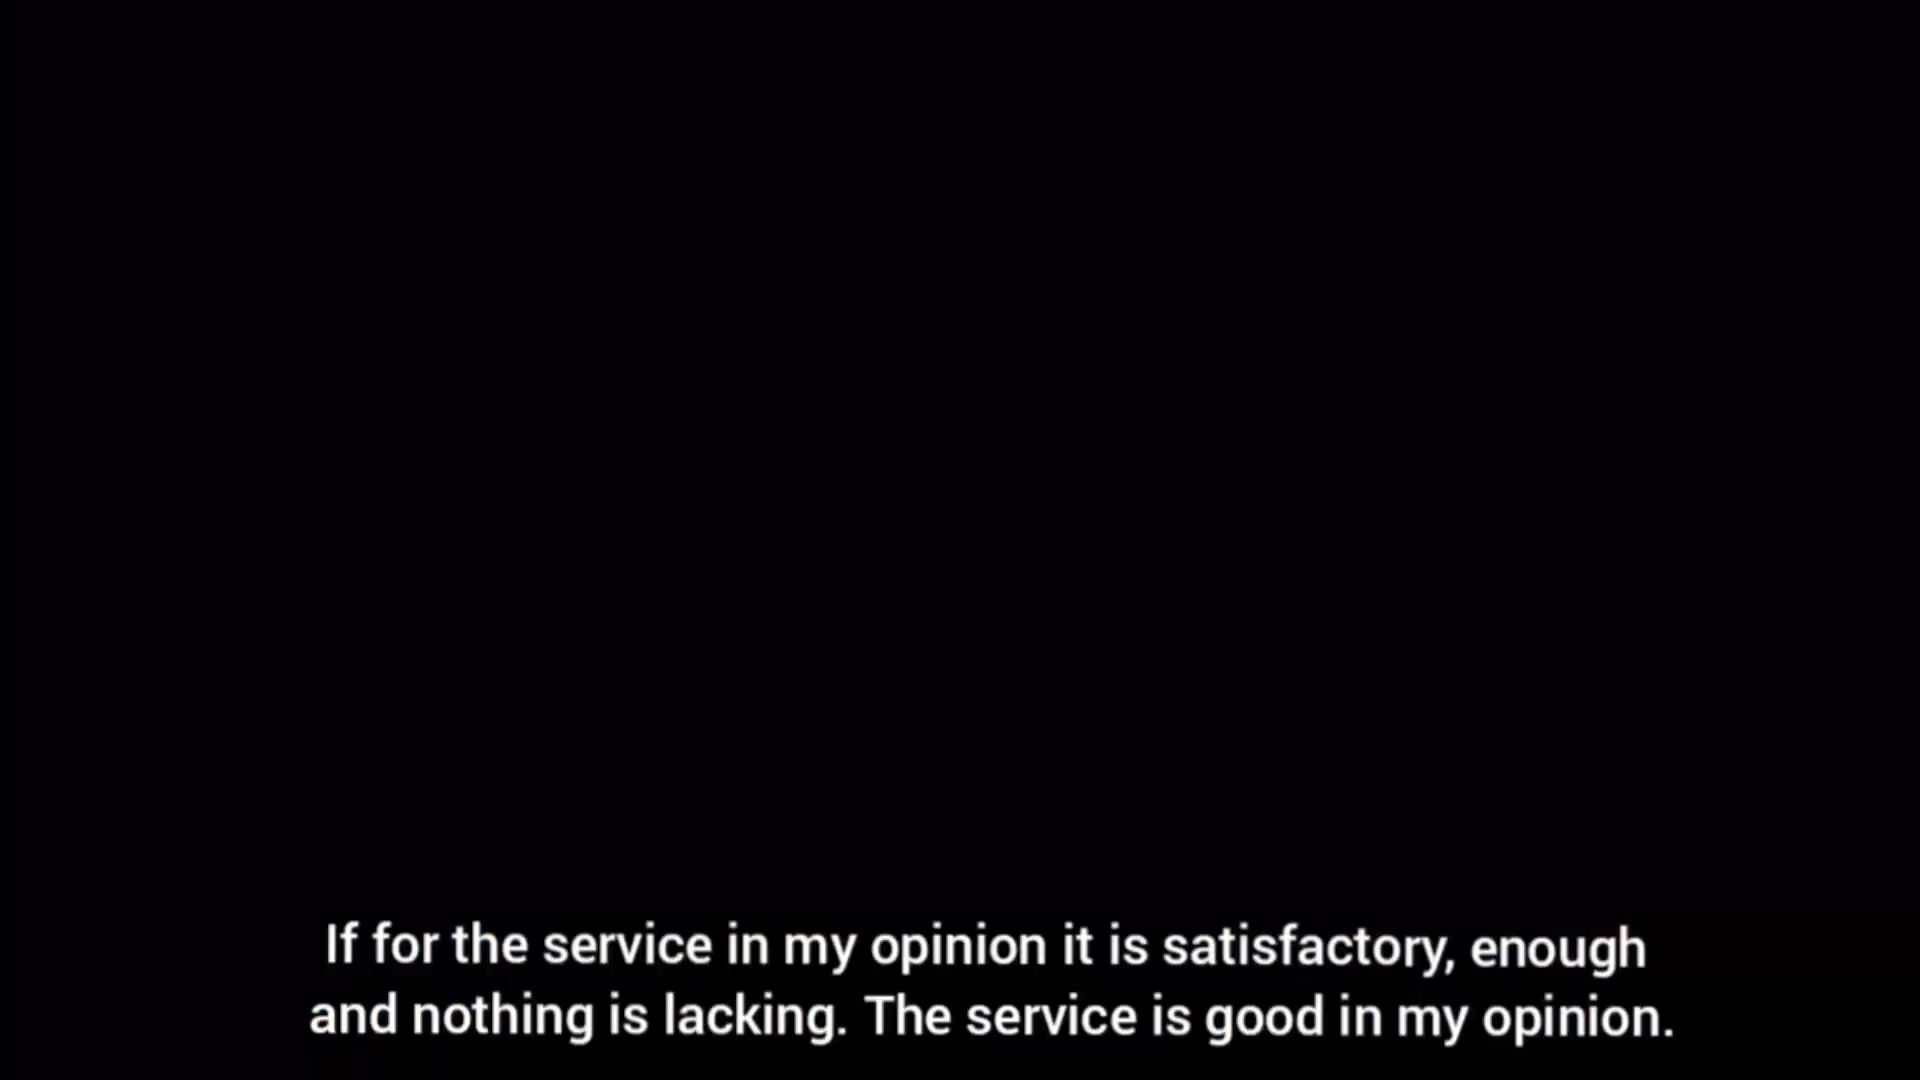 If for the service in my opinion it is satisfactory, enough
and nothing is lacking. The service is good in my opinion.